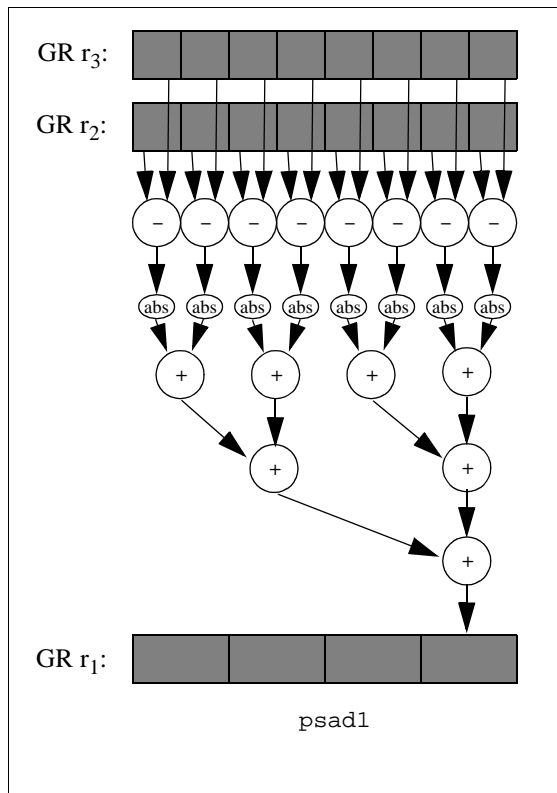 GR r3:
GR r2:
− − − − − − − −
abs abs abs abs abs abs abs abs
+ + + +
+ +
+
GR r1:
psad1